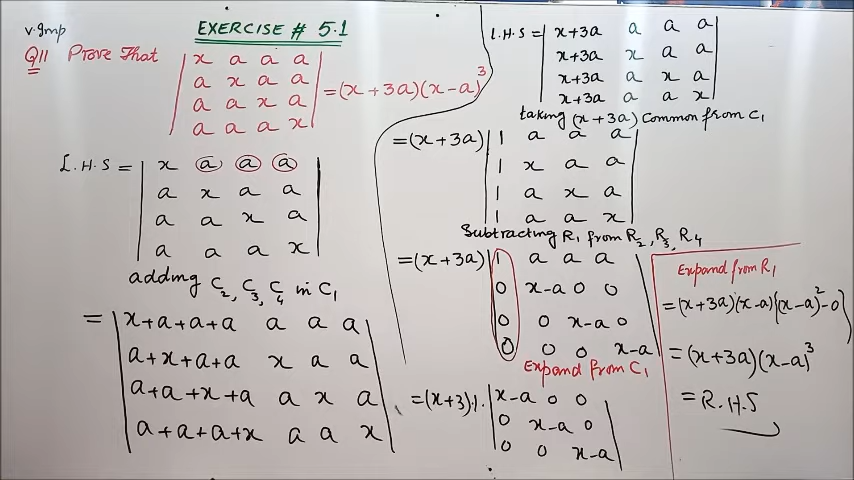 v.Imp
EXERCISE # 5.1
Q11 Prove That
| x a a a |
| a x a a |
| a a x a |
| a a a x |
= (x+3a)(x-a)³
L.H.S =
| x a a a |
| a x a a |
| a a x a |
| a a a x |
adding C₂, C₃, C₄ in C₁
=
| x+a+a+a a a a |
| a+x+a+a x a a |
| a+a+x+a a x a |
| a+a+a+x a a x |
L.H.S =
| x+3a a a a |
| x+3a x a a |
| x+3a a x a |
| x+3a a a x |
taking (x+3a) common from C₁
= (x+3a)
| 1 a a a |
| 1 x a a |
| 1 a x a |
| 1 a a x |
Subtracting R₁ from R₂, R₃, R₄
= (x+3a)
| 1 a a a |
| 0 x-a 0 0 |
| 0 0 x-a 0 |
| 0 0 0 x-a |
Expand from C₁
= (x+3).1.
| x-a 0 0 |
| 0 x-a 0 |
| 0 0 x-a |
Expand from R₁
= (x+3a)(x-a){(x-a)²-0}
= (x+3a)(x-a)³
= R.H.S